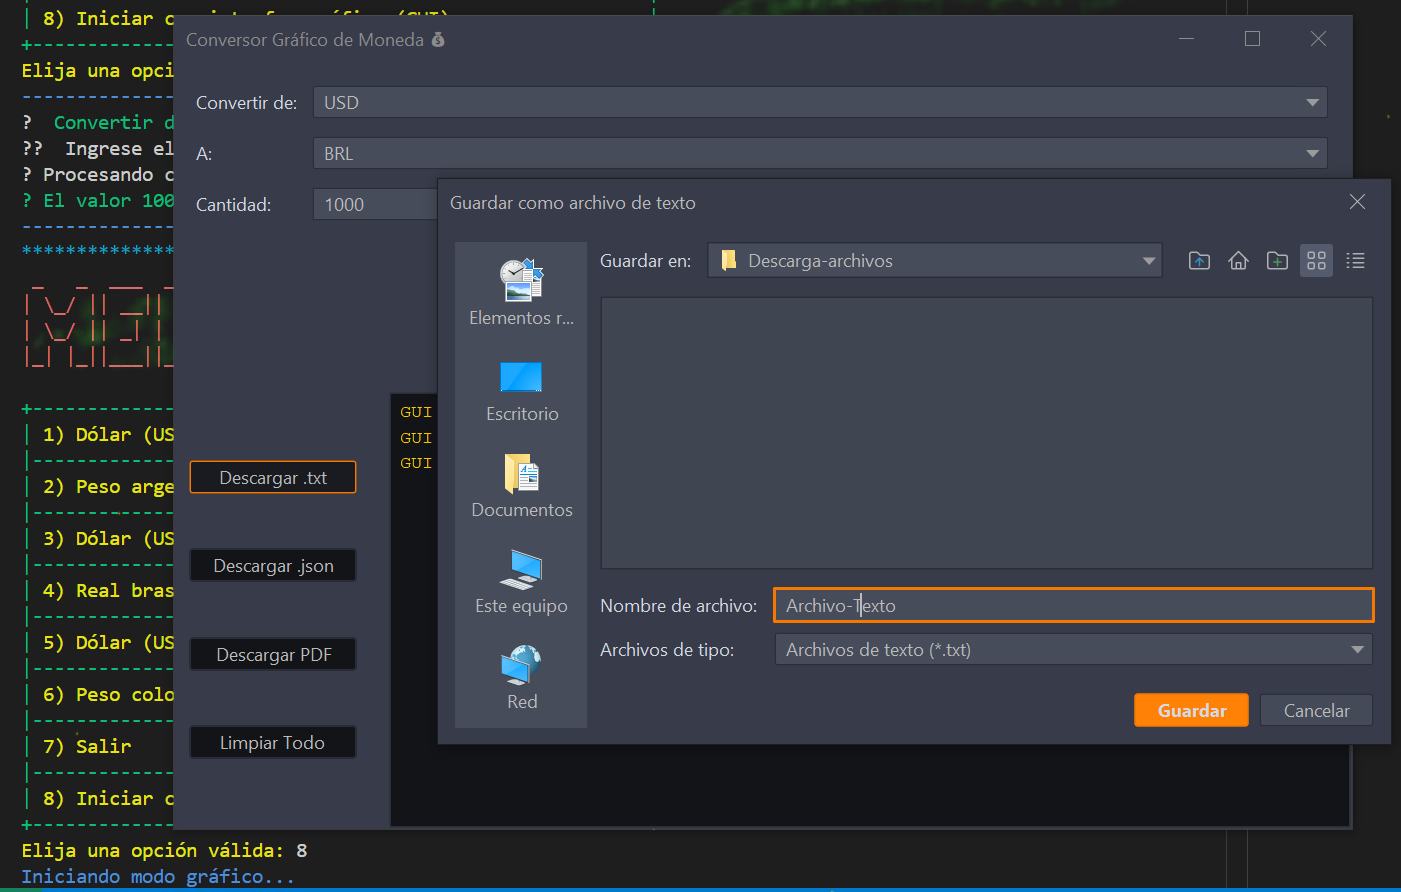 | 8) Iniciar c
+--------------
Elija una opci
--------------
?  Convertir d
??  Ingrese el
? Procesando c
? El valor 100
--------------
**************
+--------------
| 1) Dólar (US
|--------------
| 2) Peso arge
|--------------
| 3) Dólar (US
|--------------
| 4) Real bras
|--------------
| 5) Dólar (US
|--------------
| 6) Peso colo
|--------------
| 7) Salir
|--------------
| 8) Iniciar c
+--------------
Elija una opción válida: 8
Iniciando modo gráfico...
Conversor Gráfico de Moneda
Convertir de: USD
A: BRL
Cantidad: 1000
Descargar .txt
Descargar .json
Descargar PDF
Limpiar Todo
GUI
GUI
GUI
Guardar como archivo de texto
Guardar en: Descarga-archivos
Elementos r...
Escritorio
Documentos
Este equipo
Red
Nombre de archivo: Archivo-Texto
Archivos de tipo: Archivos de texto (*.txt)
Guardar Cancelar